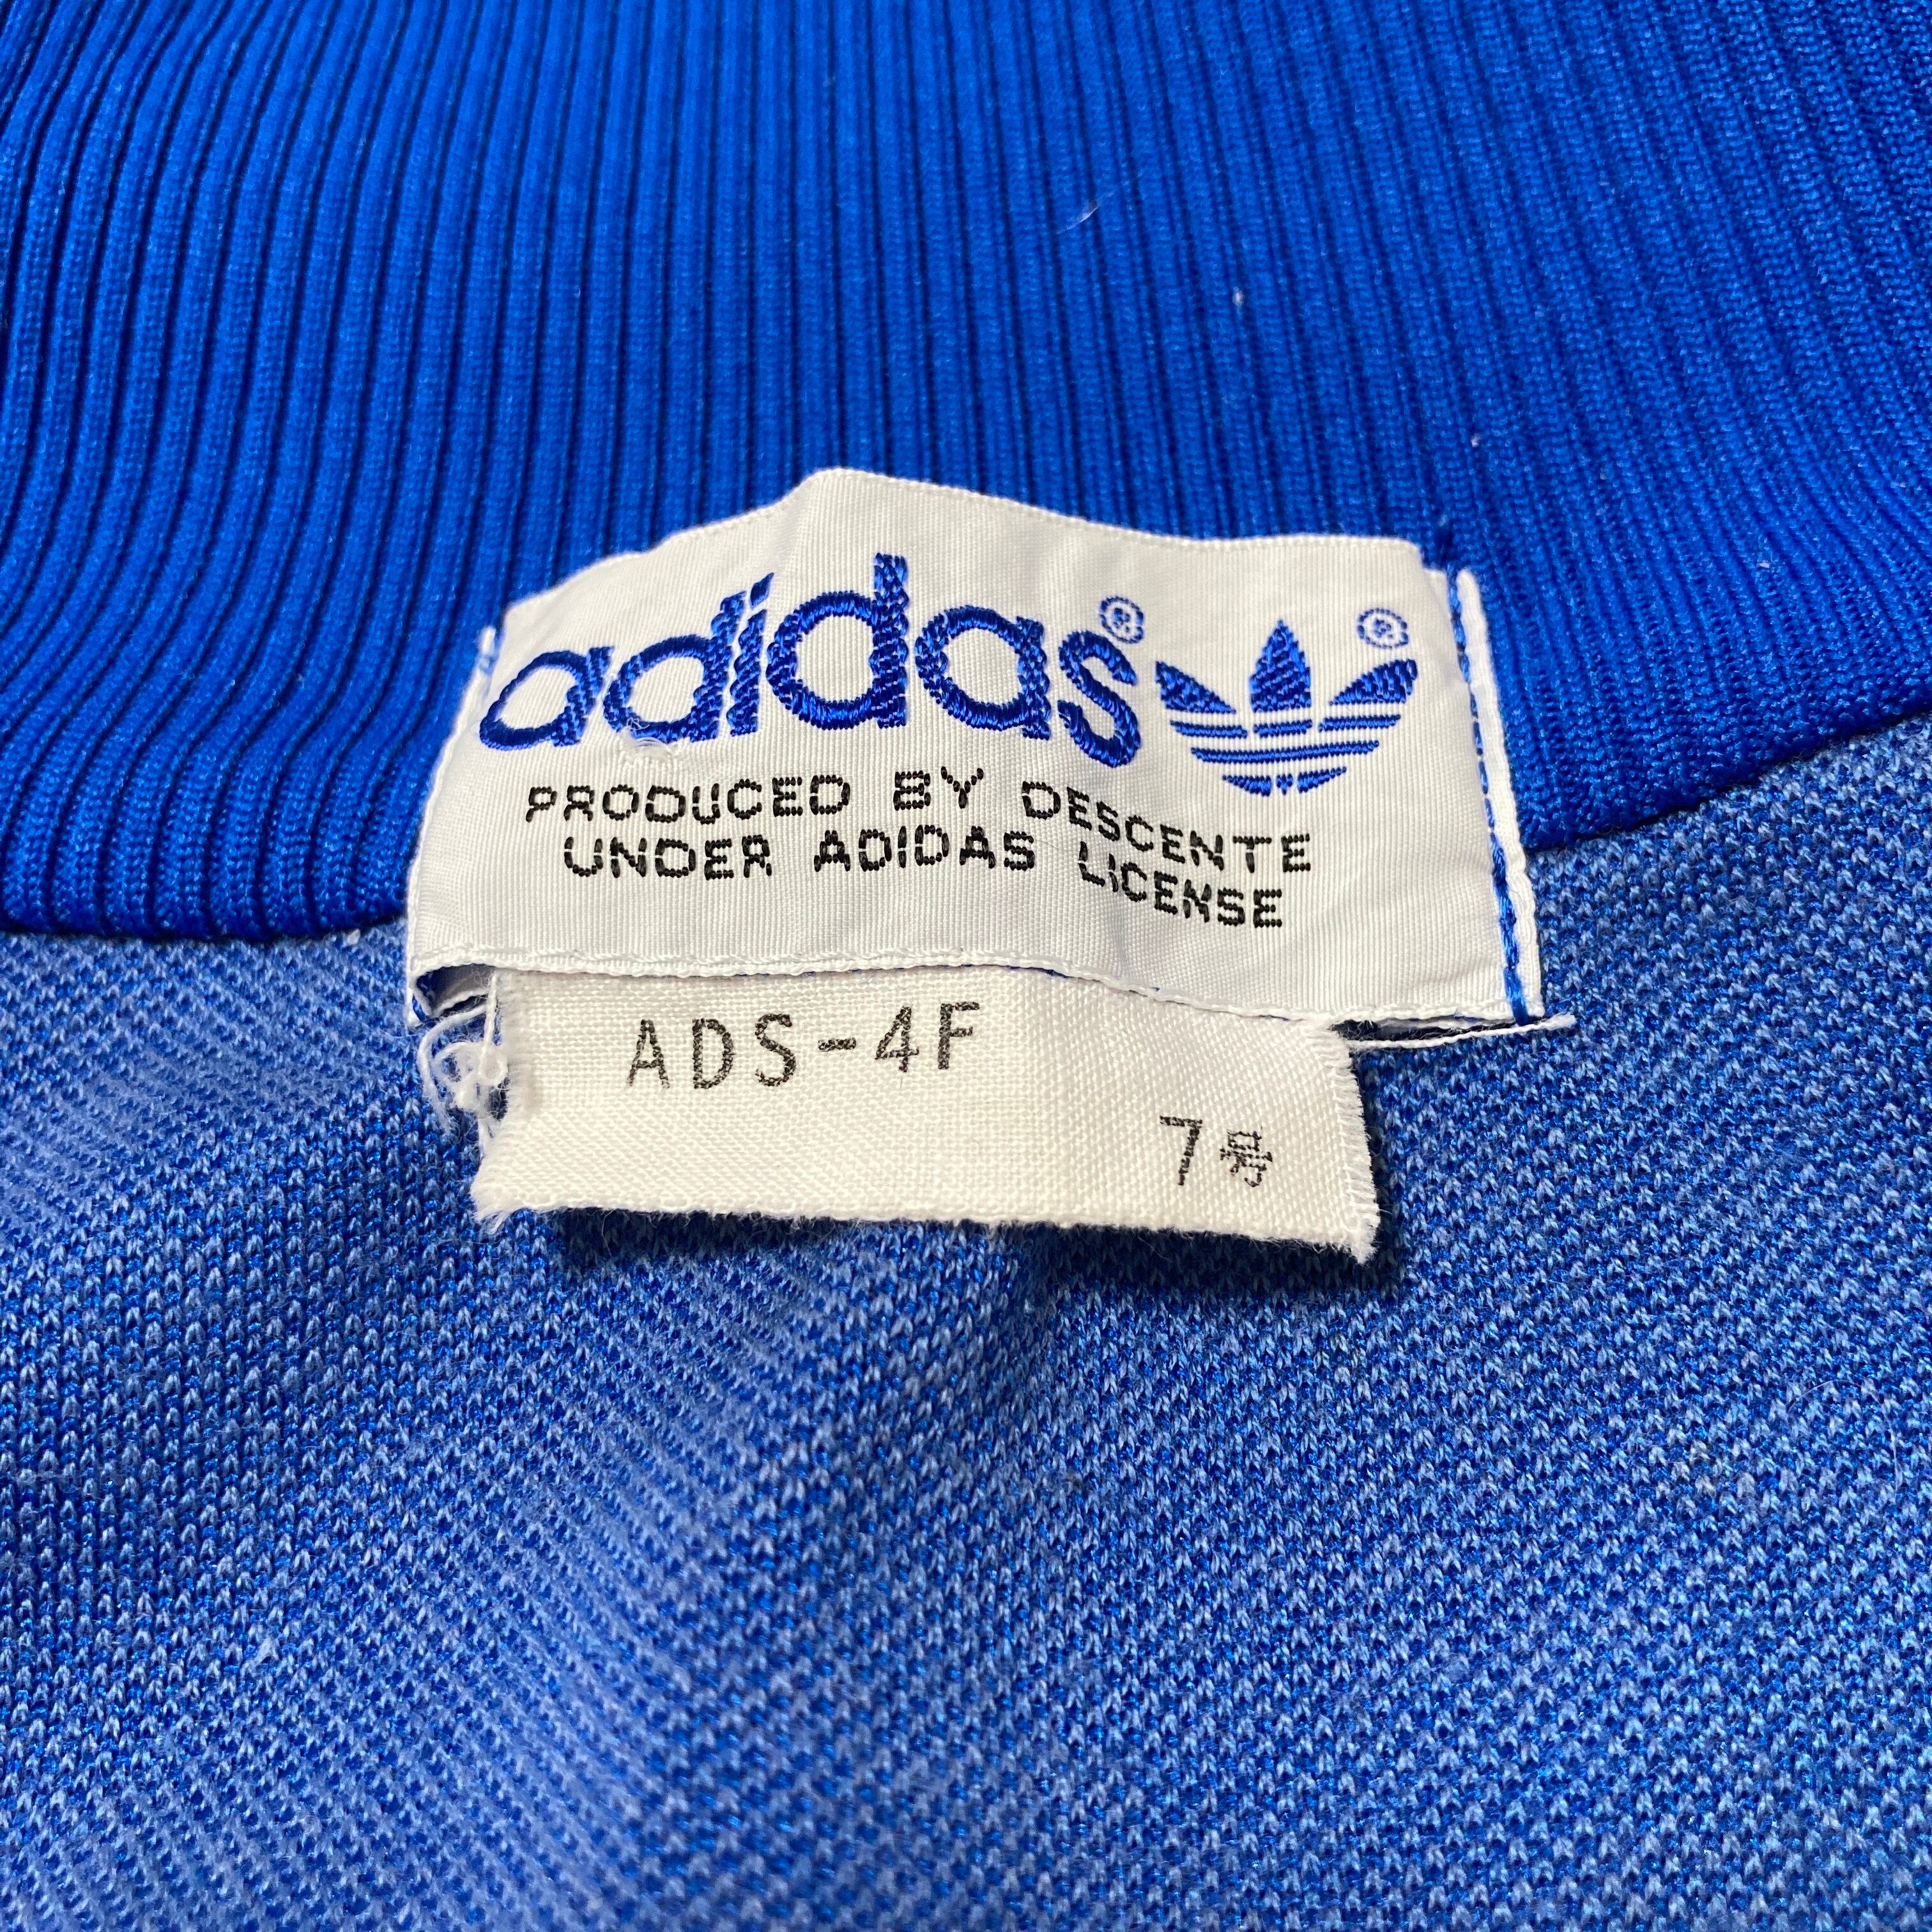 adidas® ®
PRODUCED BY DESCENTE
UNDER ADIDAS LICENSE
ADS-4F
7号